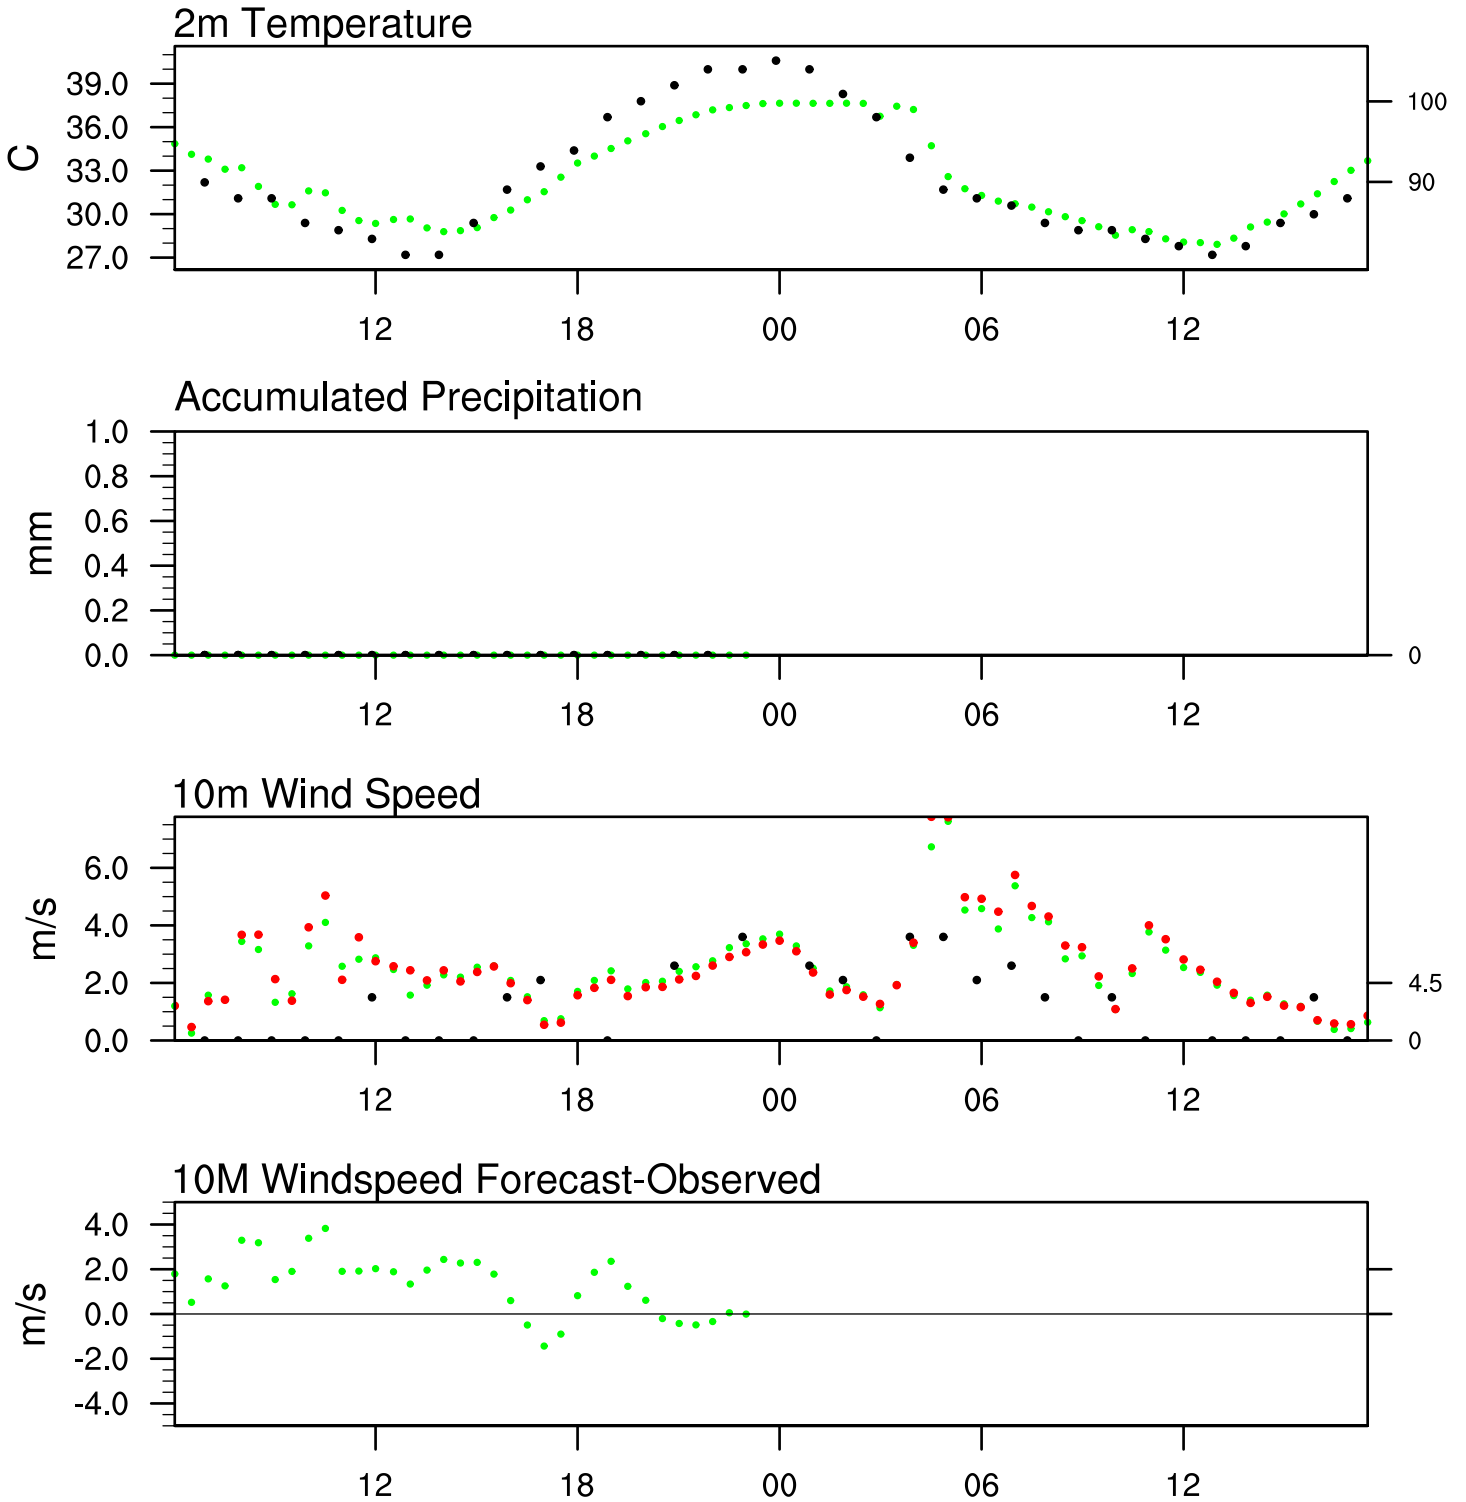 2m Temperature
39.0
36.0
33.0
30.0
27.0
C
100
90
12 18 00 06 12
Accumulated Precipitation
1.0
0.8
0.6
0.4
0.2
0.0
mm
0
12 18 00 06 12
10m Wind Speed
6.0
4.0
2.0
0.0
m/s
4.5
0
12 18 00 06 12
10M Windspeed Forecast-Observed
4.0
2.0
0.0
-2.0
-4.0
m/s
12 18 00 06 12